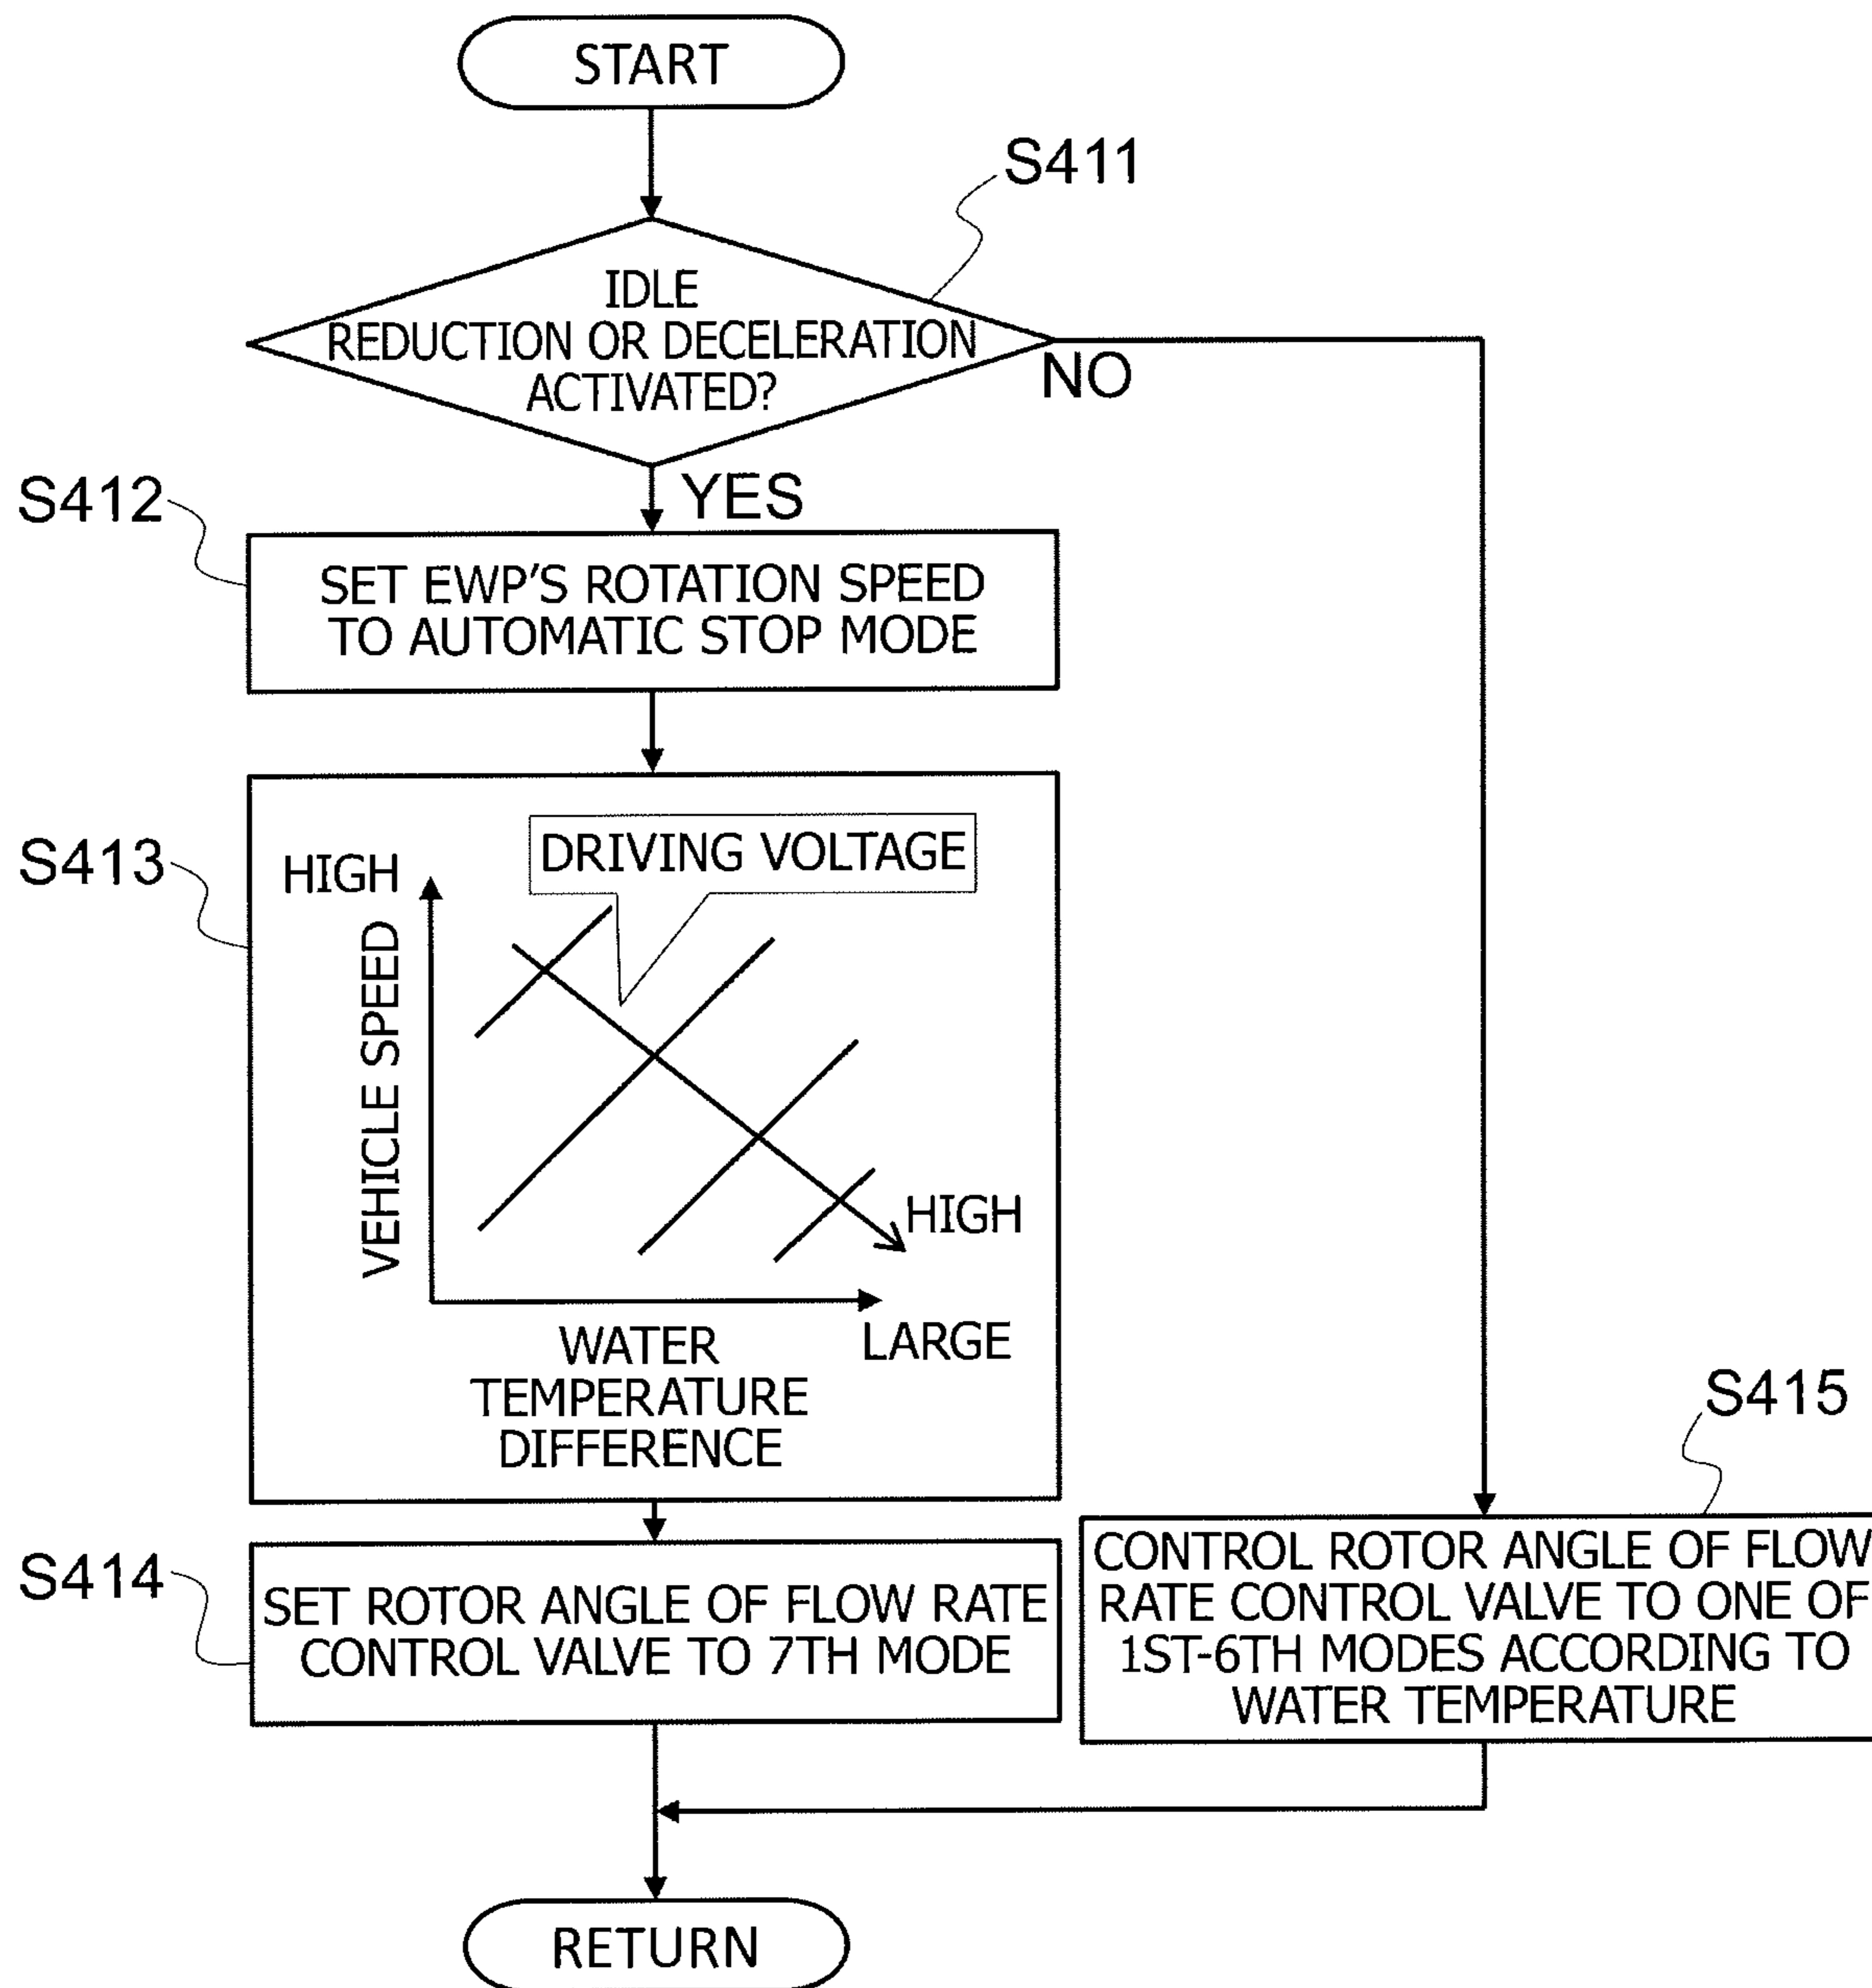 START
S411
IDLE
REDUCTION OR DECELERATION
ACTIVATED?
NO
YES
S412
SET EWP'S ROTATION SPEED
TO AUTOMATIC STOP MODE
S413
DRIVING VOLTAGE
HIGH
VEHICLE SPEED
HIGH
LARGE
WATER
TEMPERATURE
DIFFERENCE
S414
SET ROTOR ANGLE OF FLOW RATE
CONTROL VALVE TO 7TH MODE
S415
CONTROL ROTOR ANGLE OF FLOW
RATE CONTROL VALVE TO ONE OF
1ST-6TH MODES ACCORDING TO
WATER TEMPERATURE
RETURN